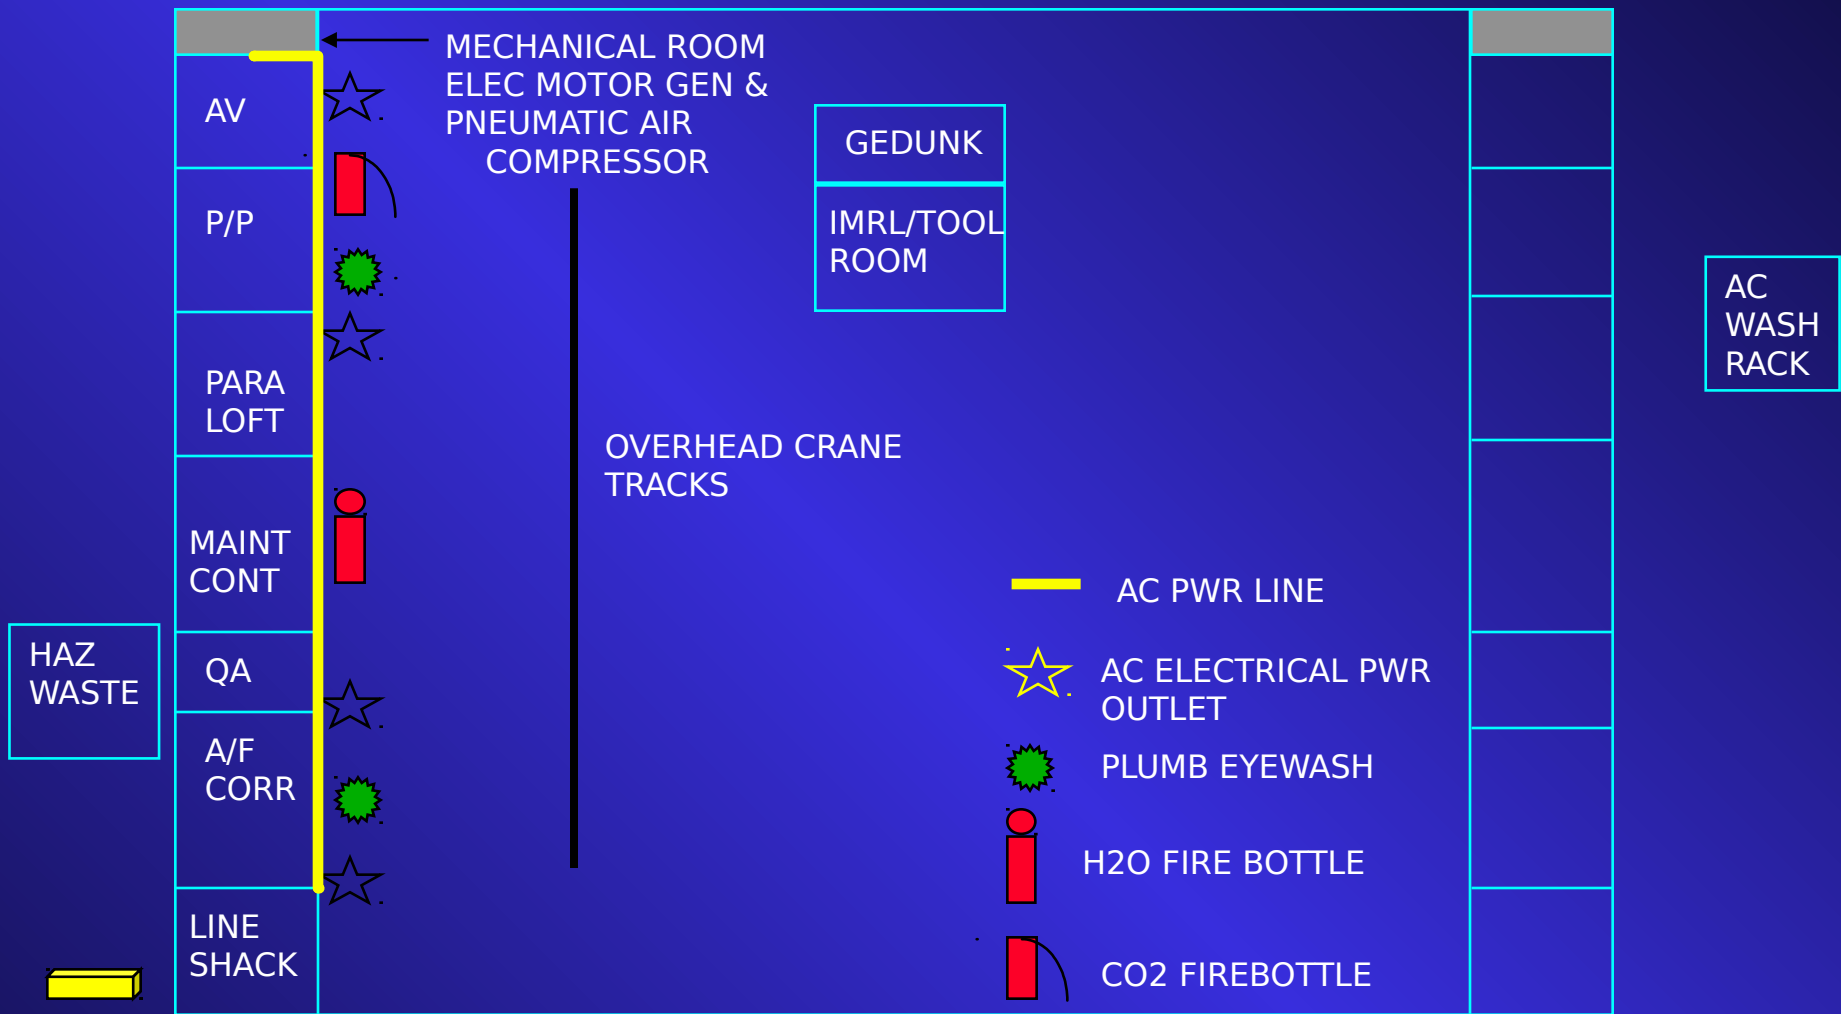 MECHANICAL ROOM
ELEC MOTOR GEN &
PNEUMATIC AIR
COMPRESSOR
AV
P/P
PARA
LOFT
MAINT
CONT
QA
A/F
CORR
LINE
SHACK
HAZ
WASTE
GEDUNK
IMRL/TOOL
ROOM
OVERHEAD CRANE
TRACKS
AC
WASH
RACK
AC PWR LINE
AC ELECTRICAL PWR
OUTLET
PLUMB EYEWASH
H2O FIRE BOTTLE
CO2 FIREBOTTLE